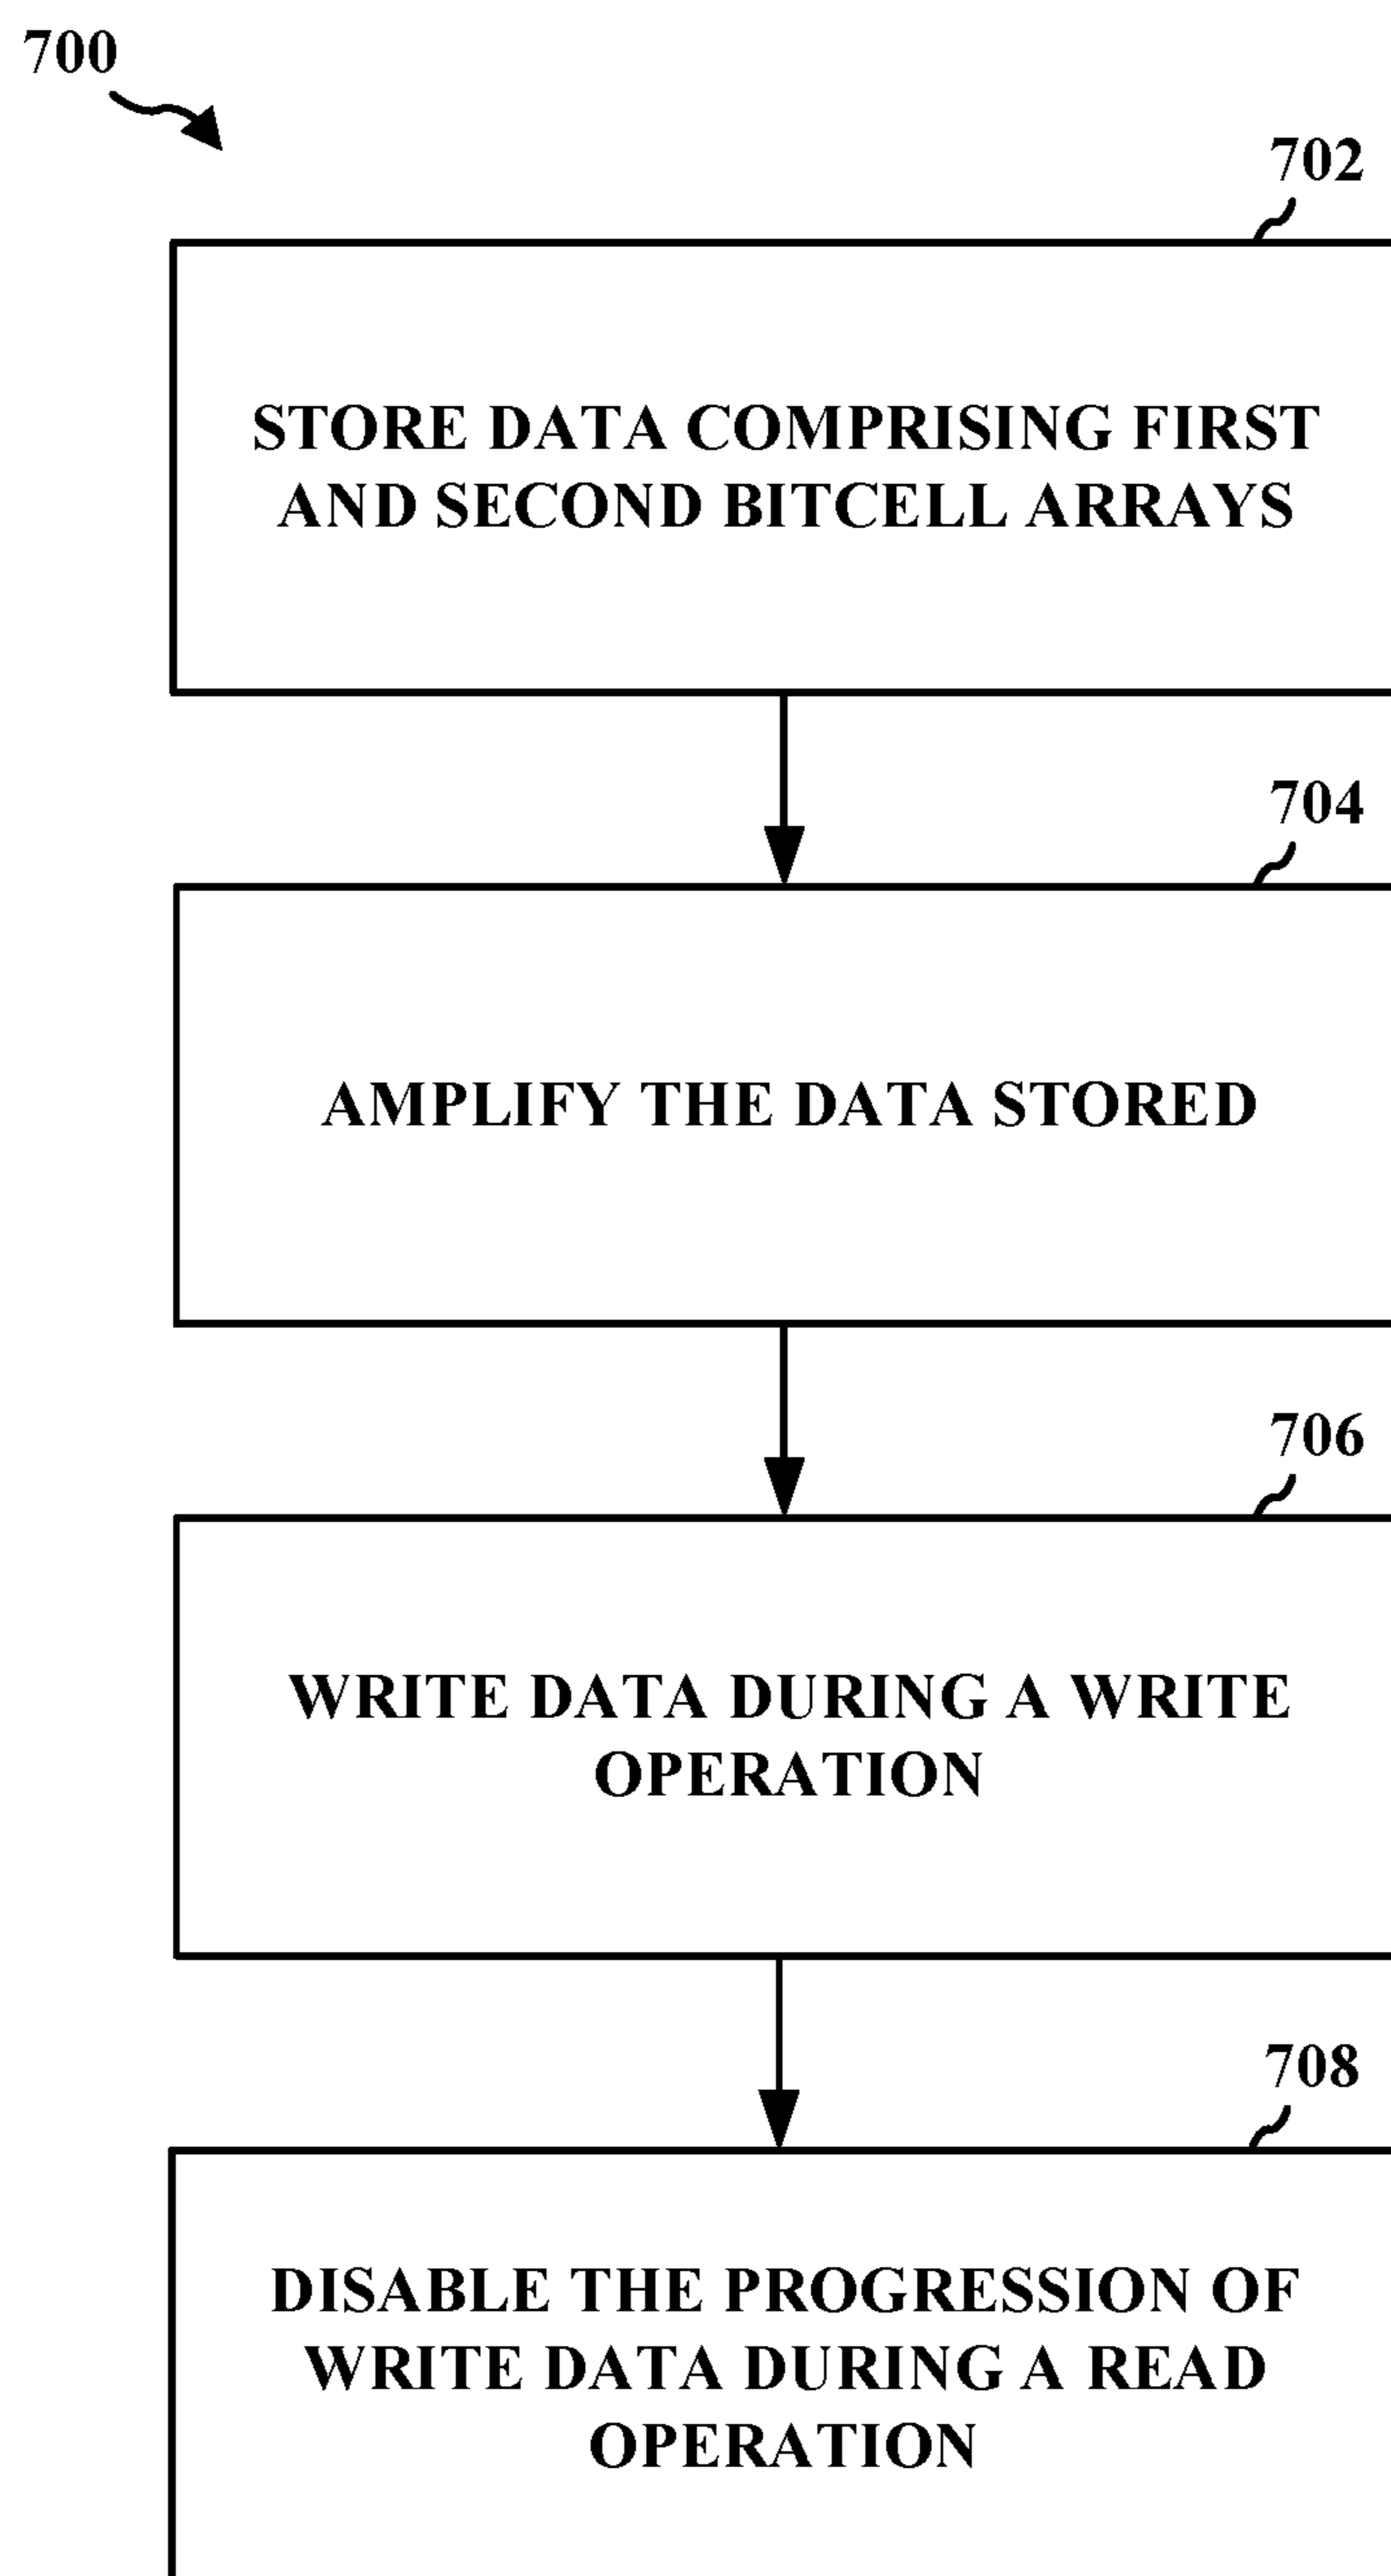 700
702
STORE DATA COMPRISING FIRST
AND SECOND BITCELL ARRAYS
704
AMPLIFY THE DATA STORED
706
WRITE DATA DURING A WRITE
OPERATION
708
DISABLE THE PROGRESSION OF
WRITE DATA DURING A READ
OPERATION